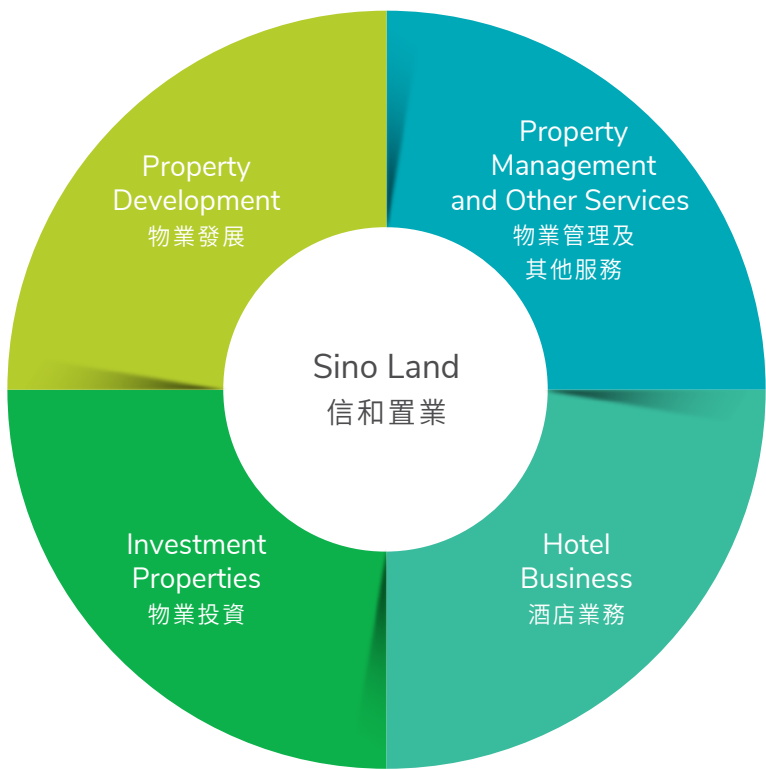 Property
Development
物業發展
Property
Management
and Other Services
物業管理及
其他服務
Sino Land
信和置業
Investment
Properties
物業投資
Hotel
Business
酒店業務